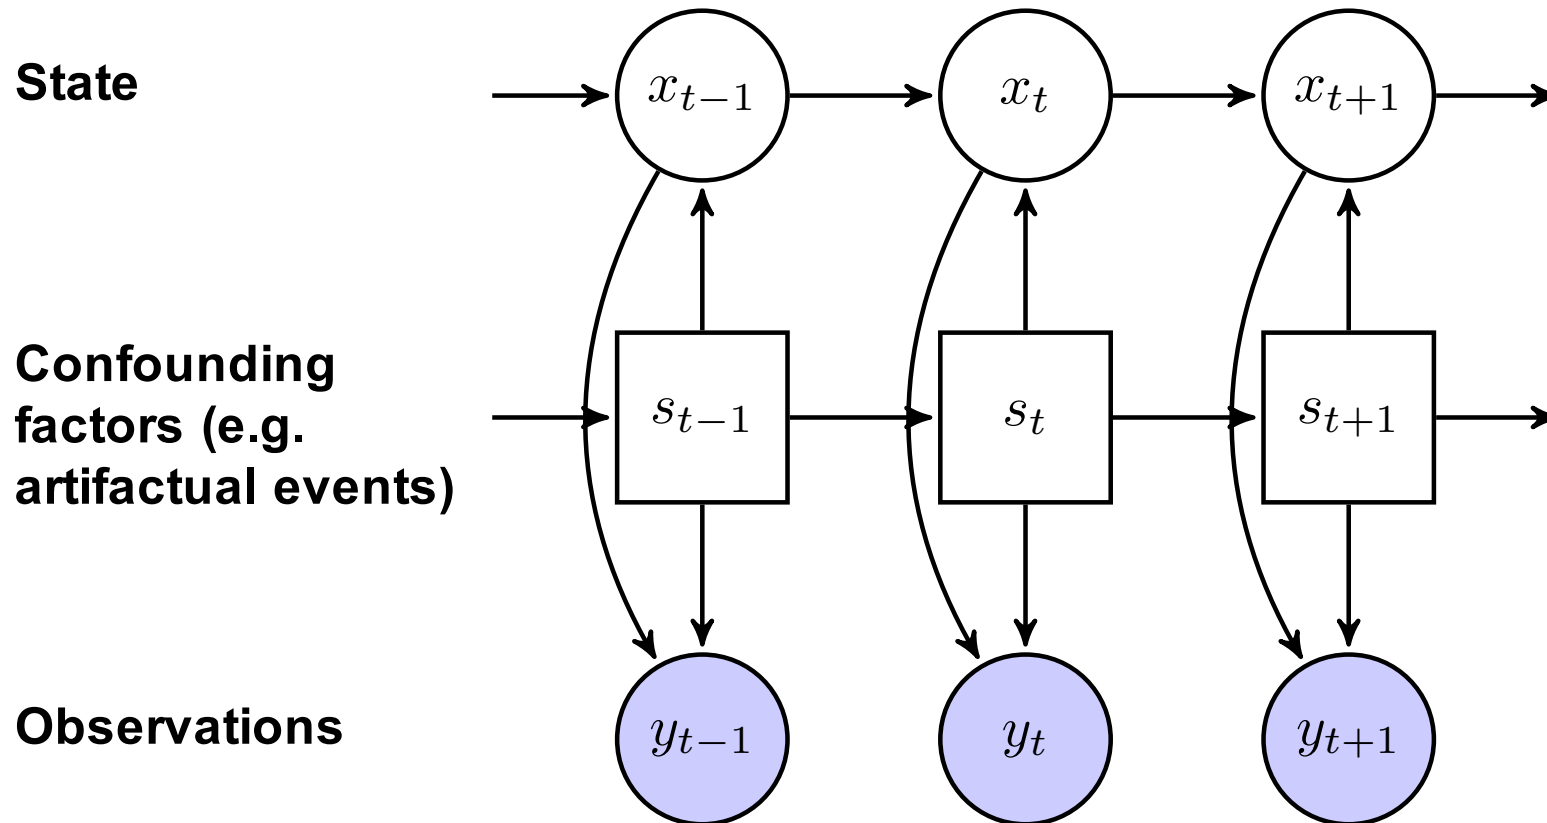 State
x_{t-1} x_t x_{t+1}
Confounding
factors (e.g.
artifactual events)
s_{t-1} s_t s_{t+1}
Observations
y_{t-1} y_t y_{t+1}